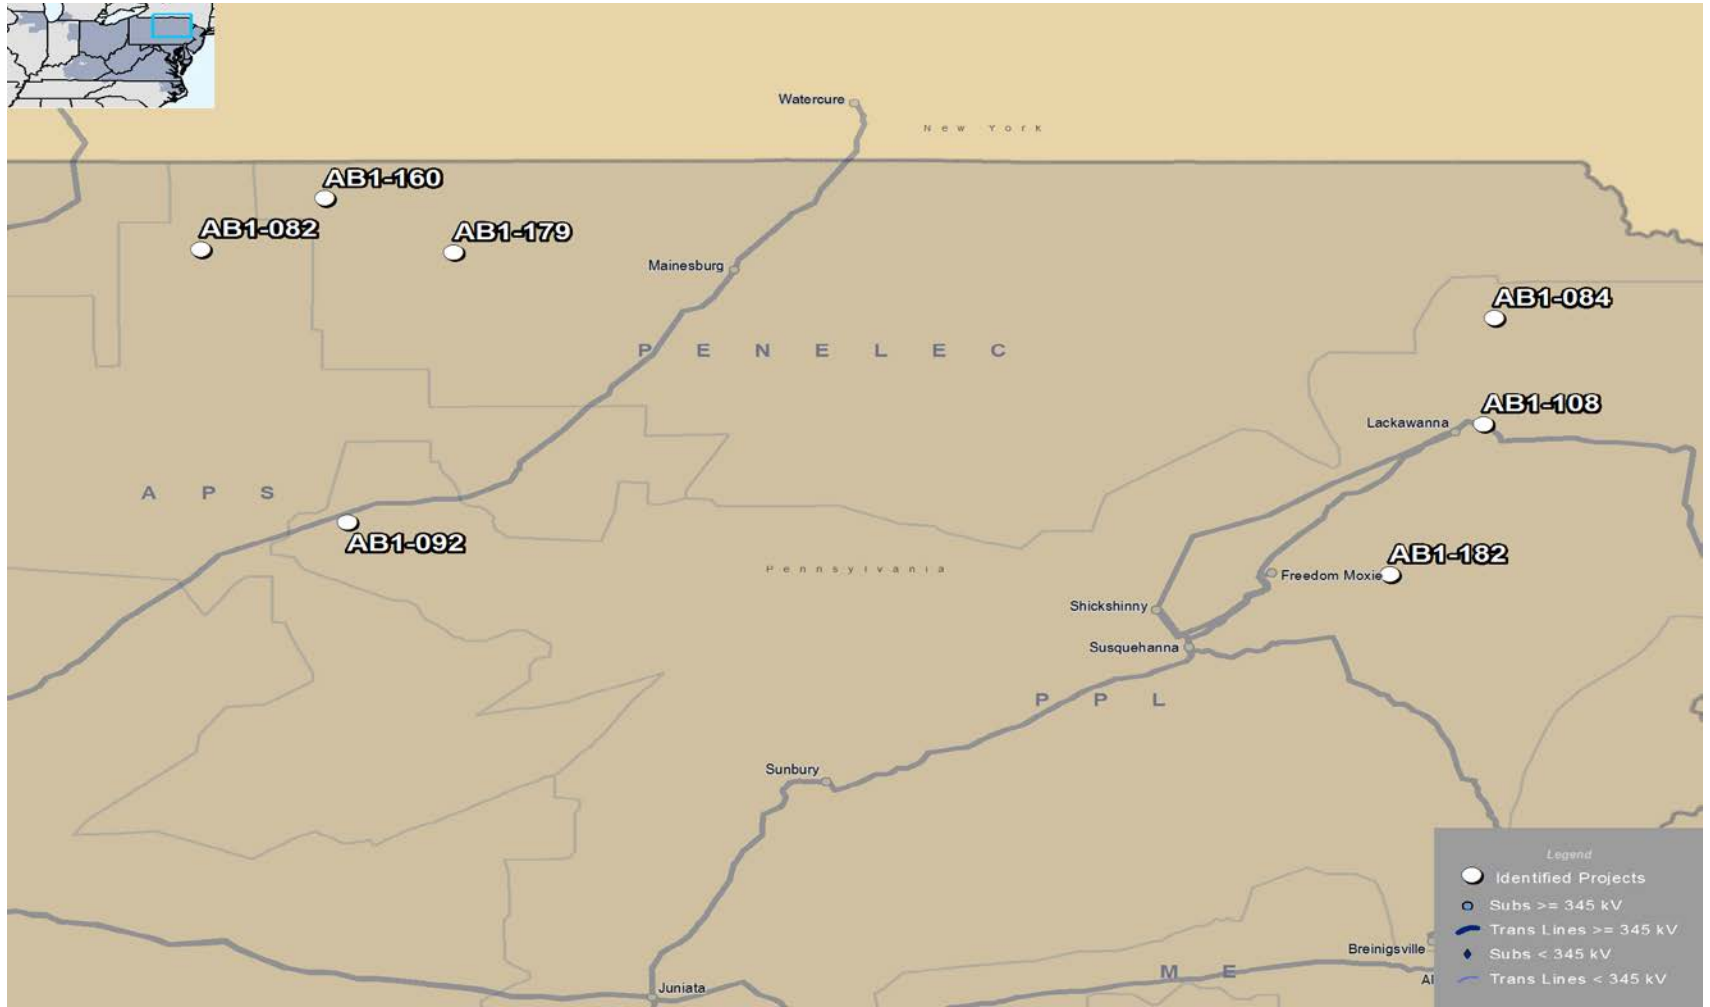 Watercure
New York
AB1-160
AB1-082
AB1-179
Mainesburg
AB1-084
PENELEC
AB1-108
Lackawanna
APS
AB1-092
AB1-182
Pennsylvania
Freedom Moxie
Shickshinny
Susquehanna
PPL
Sunbury
Legend
Identified Projects
Subs >= 345 kV
Trans Lines >= 345 kV
Subs < 345 kV
Trans Lines < 345 kV
Breinigsville
ME
Al
Juniata